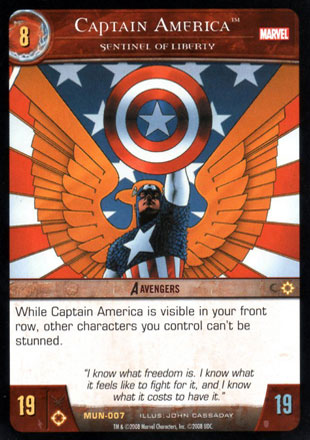 8
CAPTAIN AMERICA™
MARVEL
SENTINEL OF LIBERTY
A AVENGERS
While Captain America is visible in your front
row, other characters you control can't be
stunned.
"I know what freedom is. I know what
it feels like to fight for it, and I know
what it costs to have it."
19
MUN-007 ILLUS: JOHN CASSADAY
19
TM & ©2008 Marvel Characters, Inc. ©2008 UDC.